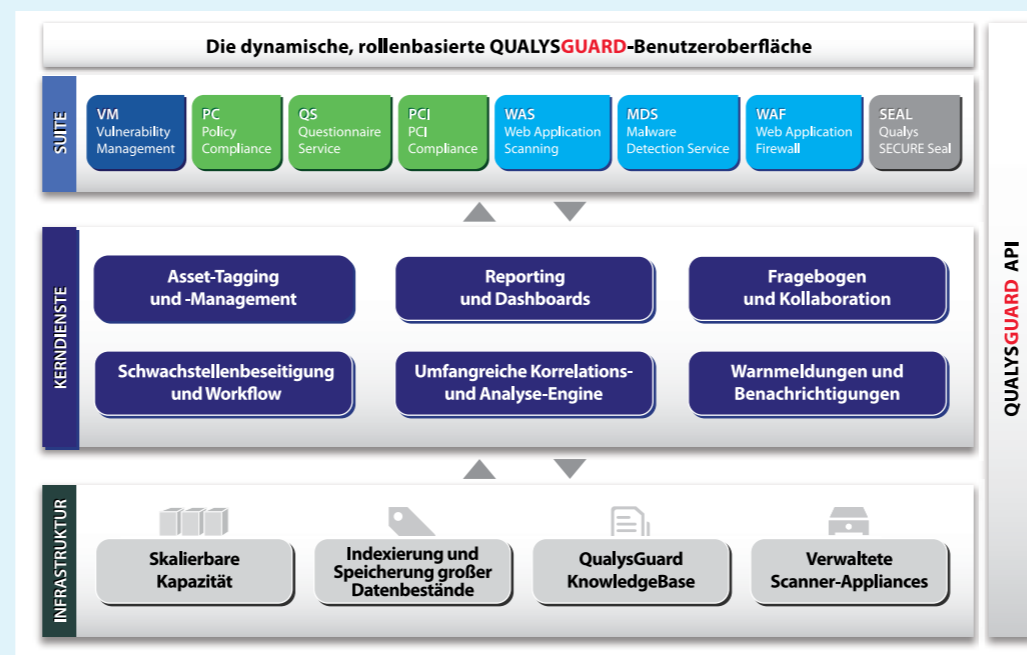 Die dynamische, rollenbasierte QUALYSGUARD-Benutzeroberfläche
SUITE
VM
Vulnerability
Management
PC
Policy
Compliance
QS
Questionnaire
Service
PCI
PCI
Compliance
WAS
Web Application
Scanning
MDS
Malware
Detection Service
WAF
Web Application
Firewall
SEAL
Qualys
SECURE Seal
KERNDIENSTE
Asset-Tagging
und -Management
Reporting
und Dashboards
Fragebogen
und Kollaboration
Schwachstellenbeseitigung
und Workflow
Umfangreiche Korrelations-
und Analyse-Engine
Warnmeldungen und
Benachrichtigungen
INFRASTRUKTUR
Skalierbare
Kapazität
Indexierung und
Speicherung großer
Datenbestände
QualysGuard
KnowledgeBase
Verwaltete
Scanner-Appliances
QUALYSGUARD API